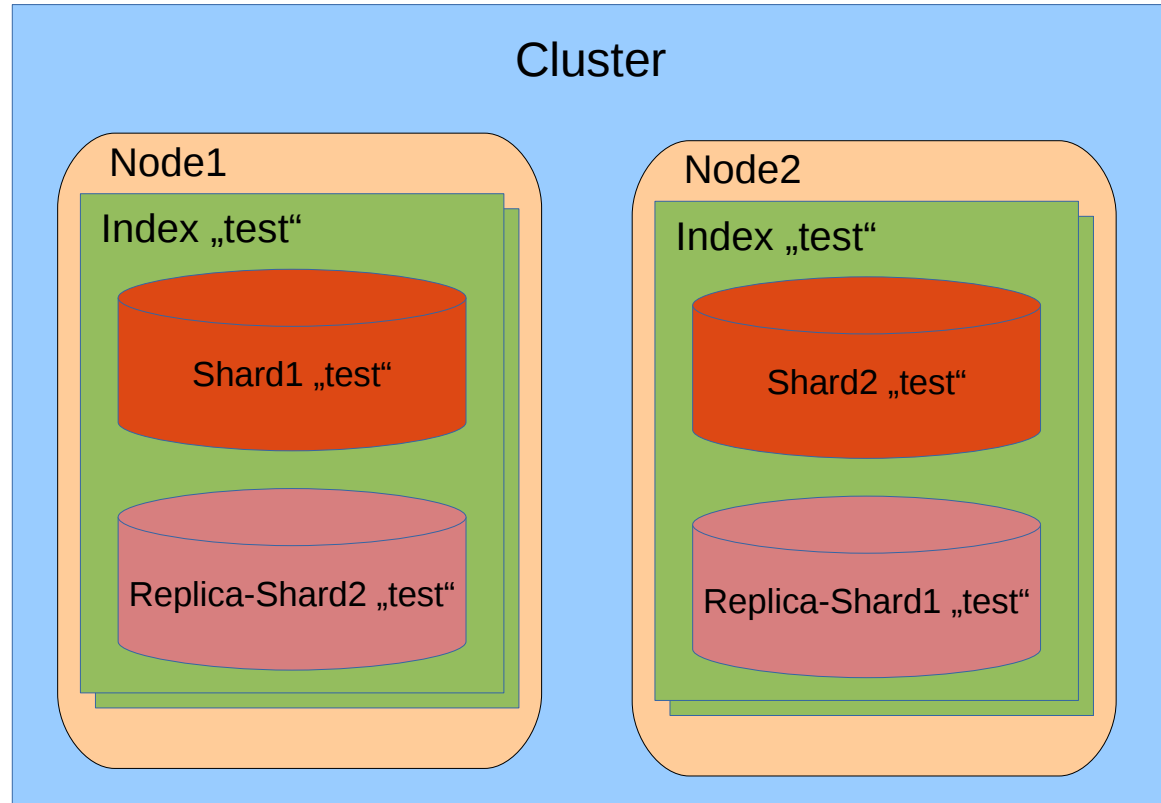 Cluster
Node1
Index „test“
Shard1 „test“
Replica-Shard2 „test“
Node2
Index „test“
Shard2 „test“
Replica-Shard1 „test“